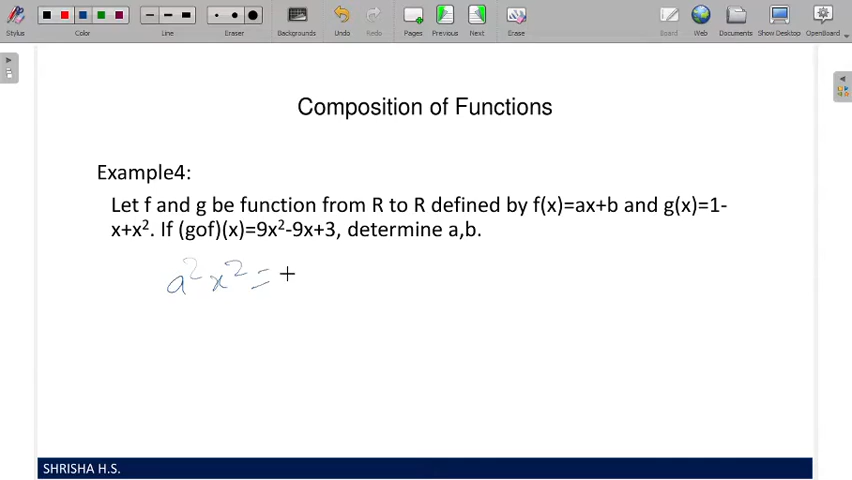 Stylus Color Line Eraser Backgrounds Undo Redo Pages Previous Next Erase Board Web Documents Show Desktop OpenBoard
Composition of Functions
Example4:
Let f and g be function from R to R defined by f(x)=ax+b and g(x)=1-
x+x². If (gof)(x)=9x²-9x+3, determine a,b.
a² x² =
SHRISHA H.S.